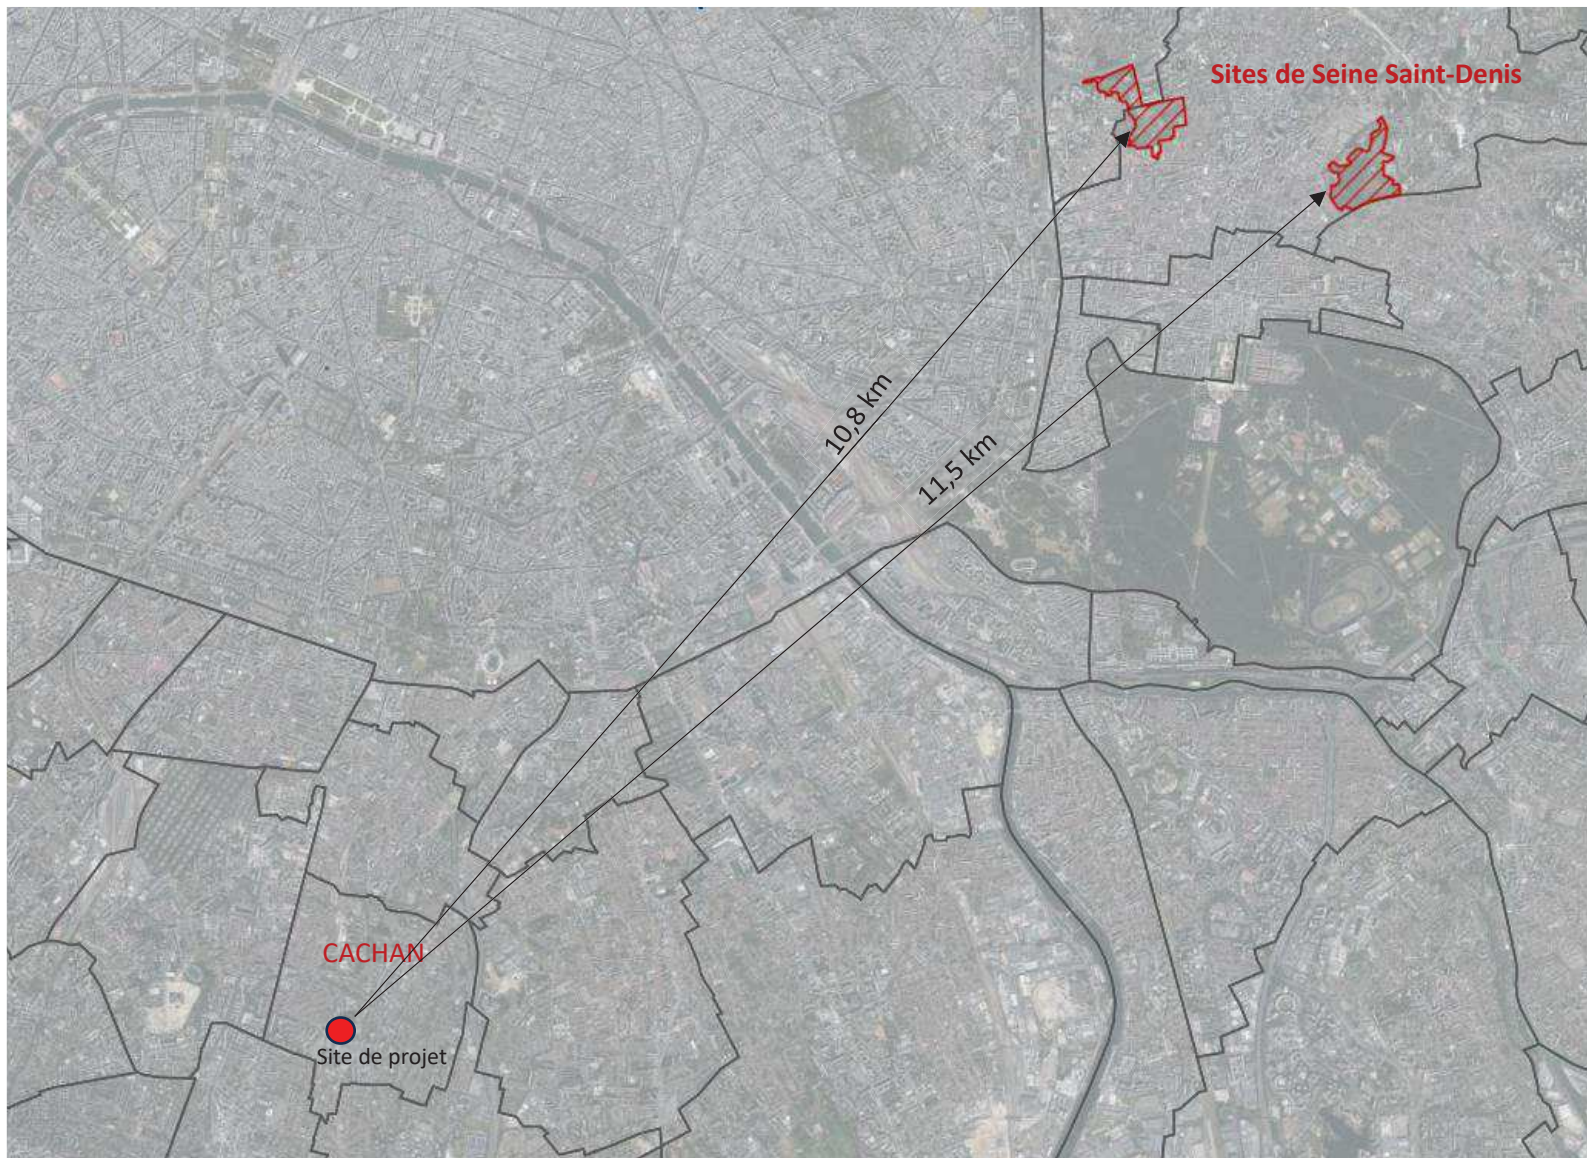 Sites de Seine Saint-Denis
10,8 km
11,5 km
CACHAN
Site de projet